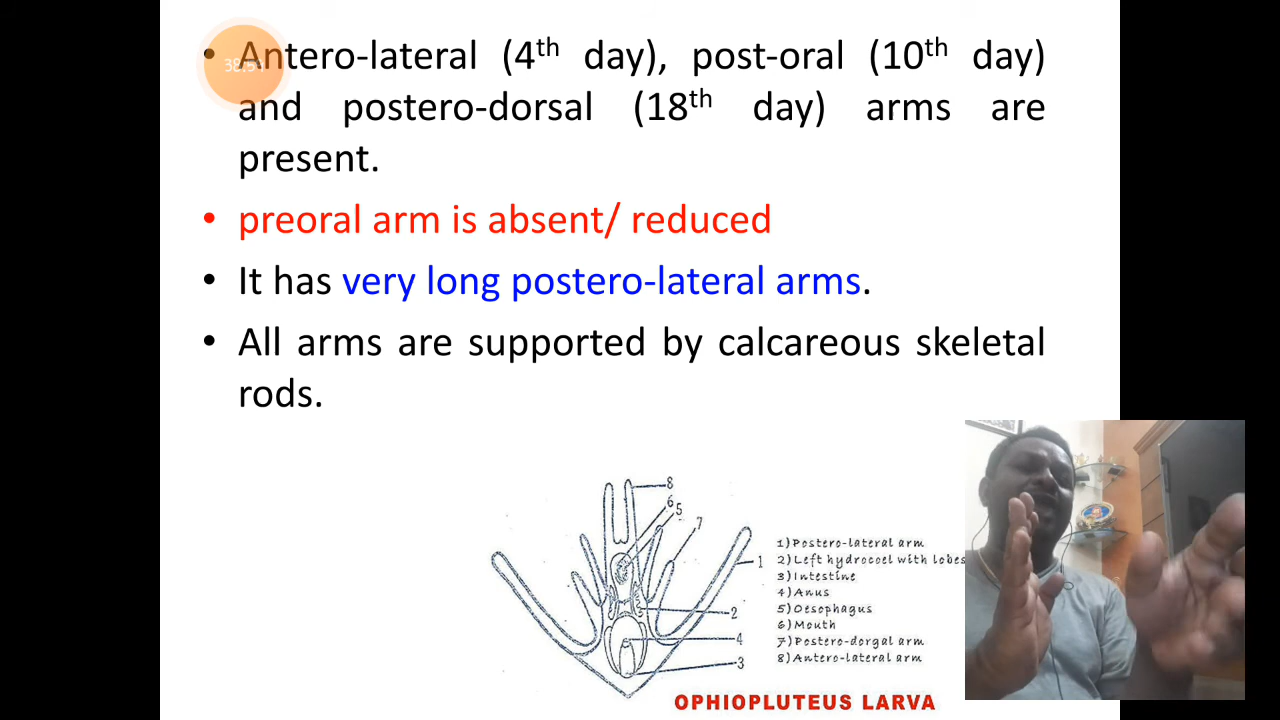 • Antero-lateral (4th day), post-oral (10th day)
38:54
and postero-dorsal (18th day) arms are
present.
• preoral arm is absent/ reduced
• It has very long postero-lateral arms.
• All arms are supported by calcareous skeletal
rods.
8
6
5
7
1
2
4
3
1)Postero-lateral arm
2)Left hydrocoel with lobes
3)Intestine
4)Anus
5)Oesophagus
6)Mouth
7)Postero-dorgal arm
8)Antero-lateral arm
OPHIOPLUTEUS LARVA